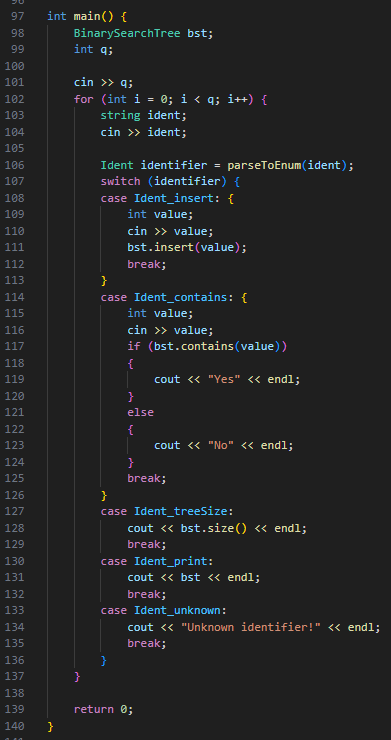 97 int main() {
98     BinarySearchTree bst;
99     int q;
100
101     cin >> q;
102     for (int i = 0; i < q; i++) {
103         string ident;
104         cin >> ident;
105
106         Ident identifier = parseToEnum(ident);
107         switch (identifier) {
108         case Ident_insert: {
109             int value;
110             cin >> value;
111             bst.insert(value);
112             break;
113         }
114         case Ident_contains: {
115             int value;
116             cin >> value;
117             if (bst.contains(value))
118             {
119                 cout << "Yes" << endl;
120             }
121             else
122             {
123                 cout << "No" << endl;
124             }
125             break;
126         }
127         case Ident_treeSize:
128             cout << bst.size() << endl;
129             break;
130         case Ident_print:
131             cout << bst << endl;
132             break;
133         case Ident_unknown:
134             cout << "Unknown identifier!" << endl;
135             break;
136         }
137     }
138
139     return 0;
140 }